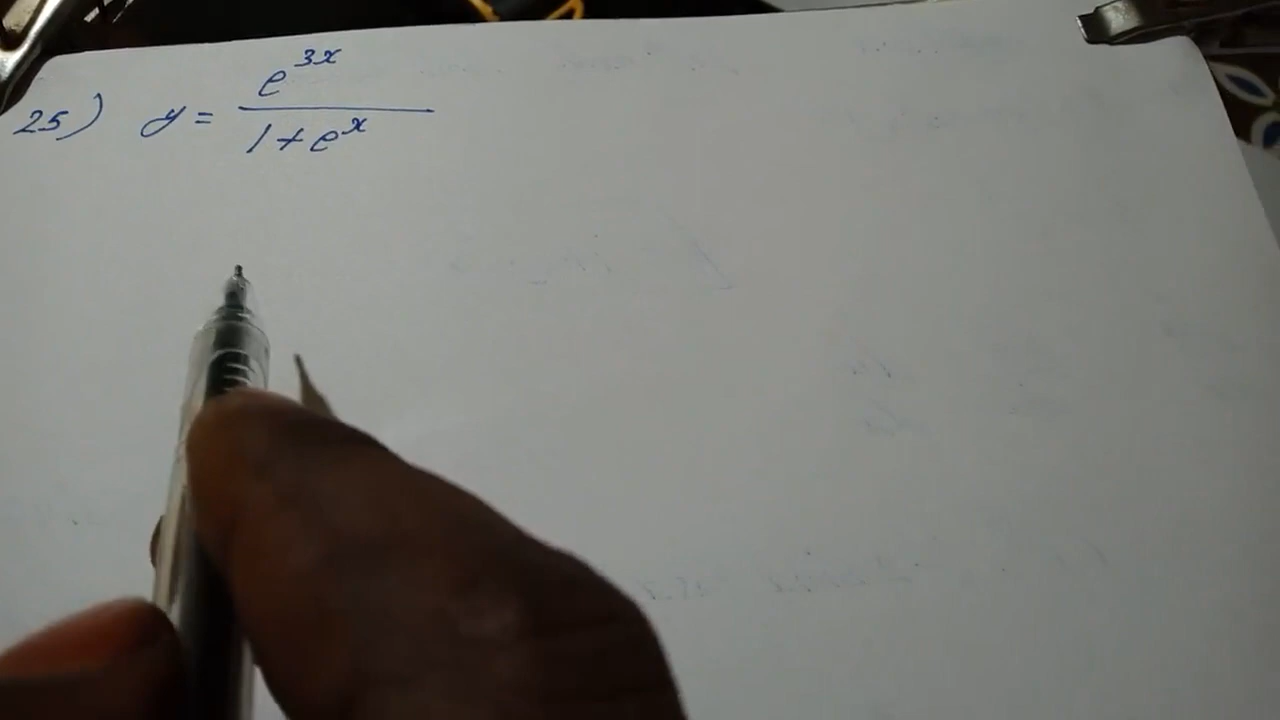 25) y = e^{3x} / (1 + e^x)